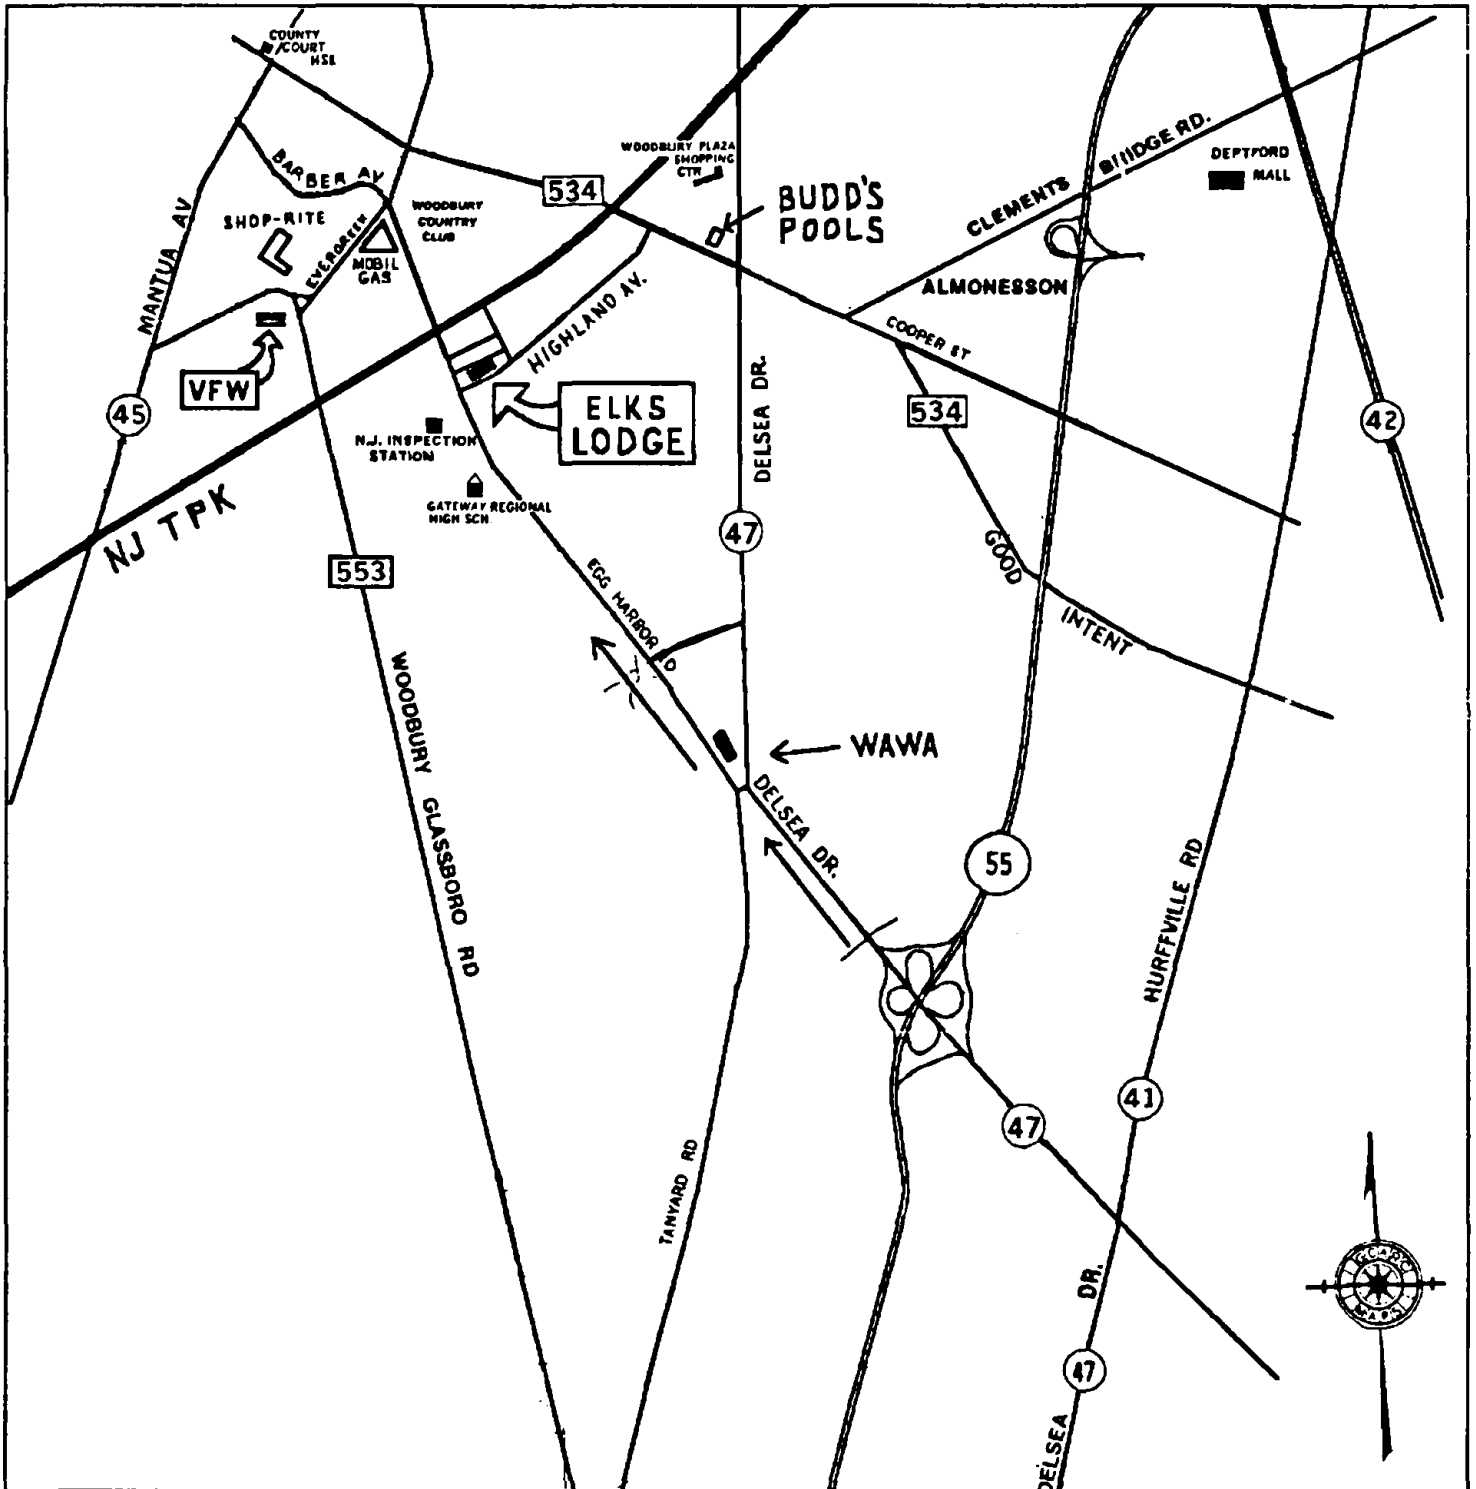 COUNTY
COURT
HSE
BARBER AV
SHOP-RITE
EVERGREEN
MOBIL
GAS
WOODBURY
COUNTRY
CLUB
MANTUA AV
VFW
45
534
WOODBURY PLAZA
SHOPPING
CTR
BUDD'S
POOLS
CLEMENTS BRIDGE RD.
DEPTFORD
MALL
ALMONESSON
COOPER ST
HIGHLAND AV.
DELSEA DR.
534
42
ELKS
LODGE
N.J. INSPECTION
STATION
GATEWAY REGIONAL
HIGH SCH.
NJ TPK
553
47
GOOD INTENT
EGG HARBOR RD
WOODBURY GLASSBORO RD
WAWA
DELSEA DR.
55
HURFFVILLE RD
41
47
TANYARD RD
GCARC
MAPS
DELSEA DR.
47